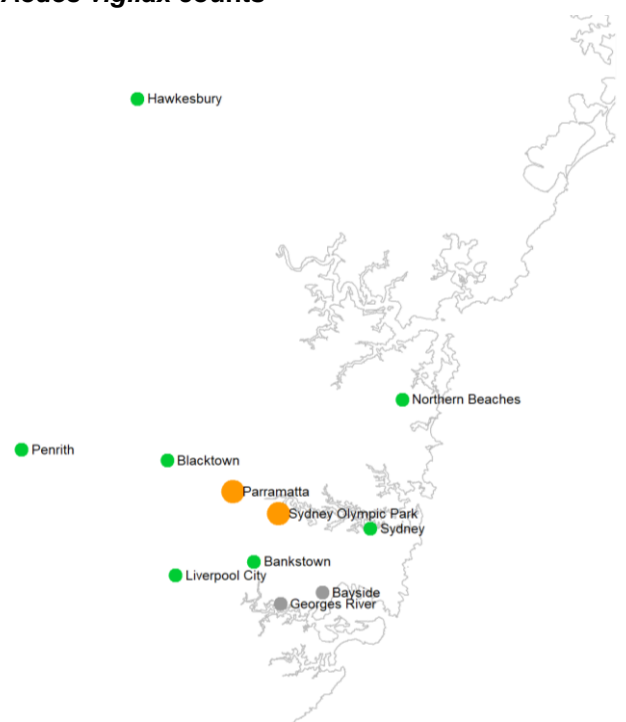 Aedes vigilax counts
Hawkesbury
Northern Beaches
Penrith
Blacktown
Parramatta
Sydney Olympic Park
Sydney
Bankstown
Liverpool City
Bayside
Georges River